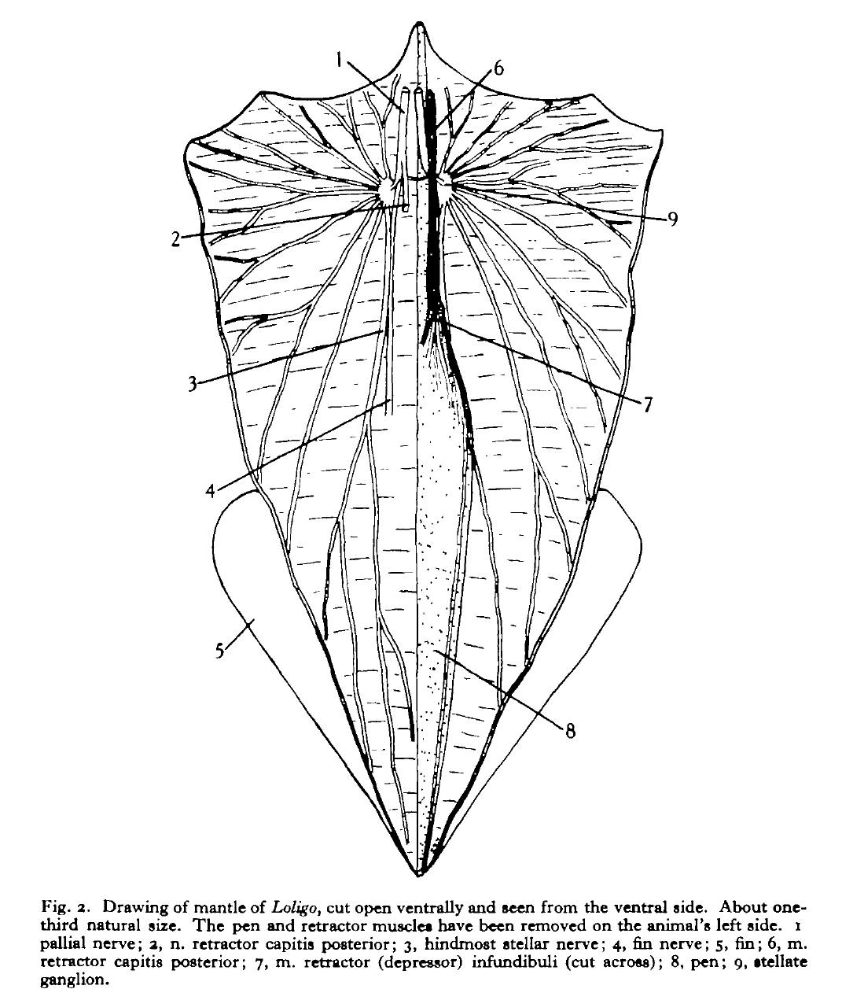 1
6
2
9
3
7
4
5
8
Fig. 2. Drawing of mantle of Loligo, cut open ventrally and seen from the ventral side. About one-
third natural size. The pen and retractor muscles have been removed on the animal's left side. 1
pallial nerve; 2, n. retractor capitis posterior; 3, hindmost stellar nerve; 4, fin nerve; 5, fin; 6, m.
retractor capitis posterior; 7, m. retractor (depressor) infundibuli (cut across); 8, pen; 9, stellate
ganglion.